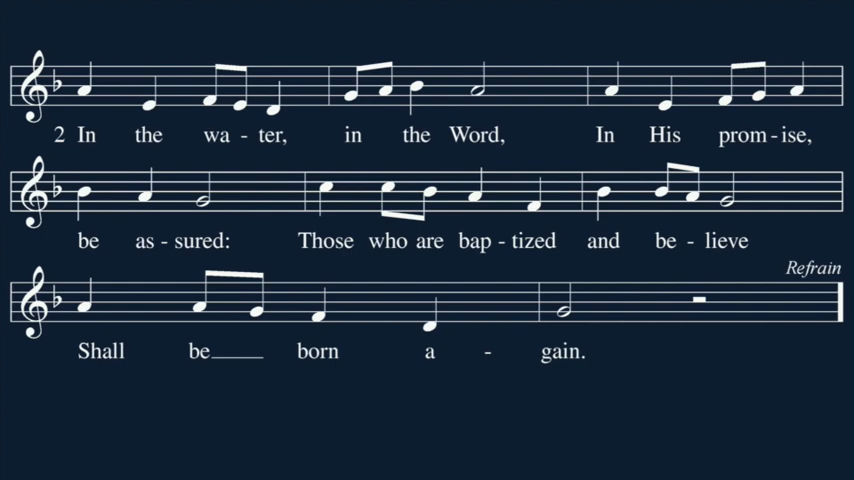 2 In the wa - ter, in the Word, In His prom - ise,
be as - sured: Those who are bap - tized and be - lieve
Refrain
Shall be____ born a - gain.